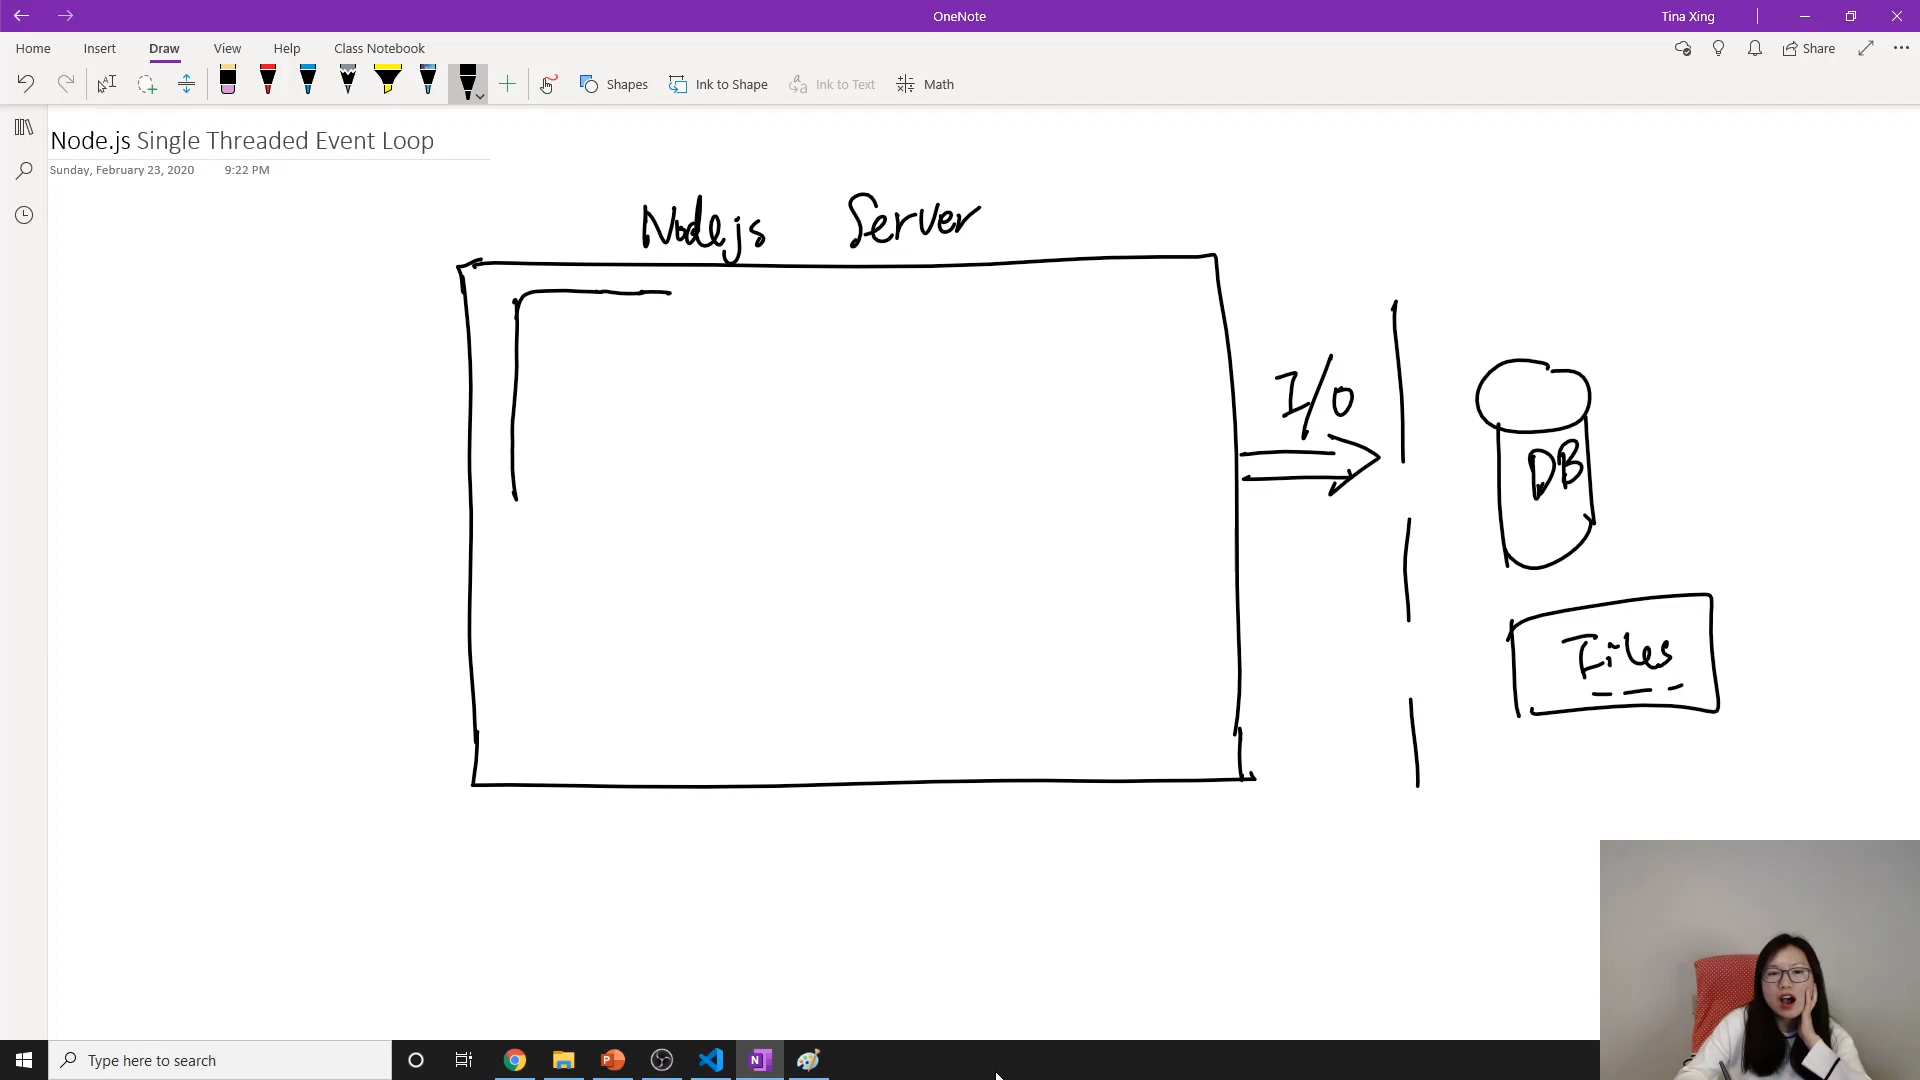 OneNote
Tina Xing
Home Insert Draw View Help Class Notebook
Share
Shapes Ink to Shape Ink to Text Math
Node.js Single Threaded Event Loop
Sunday, February 23, 2020 9:22 PM
Nodejs Server
I/O
DB
Files
Type here to search